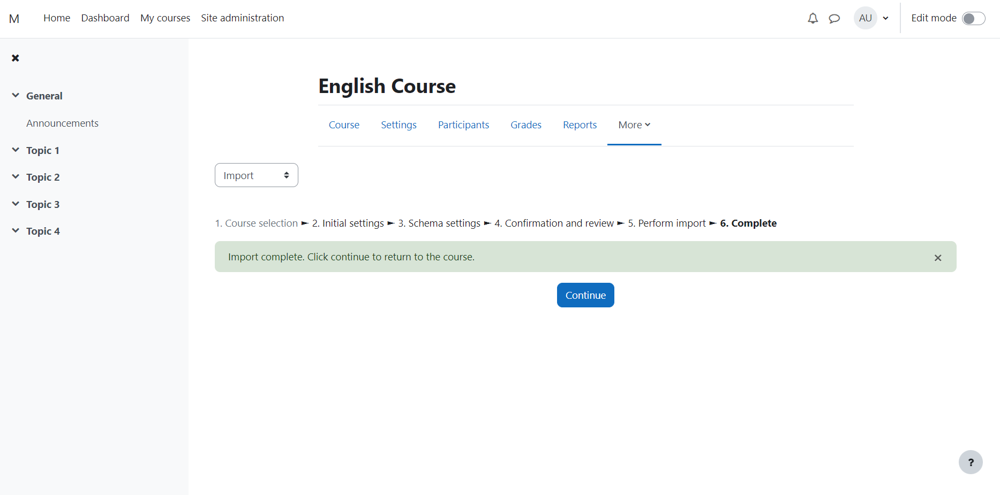 M Home Dashboard My courses Site administration AU Edit mode
General
Announcements
Topic 1
Topic 2
Topic 3
Topic 4
English Course
Course Settings Participants Grades Reports More
Import
1. Course selection ► 2. Initial settings ► 3. Schema settings ► 4. Confirmation and review ► 5. Perform import ► 6. Complete
Import complete. Click continue to return to the course.
Continue
?